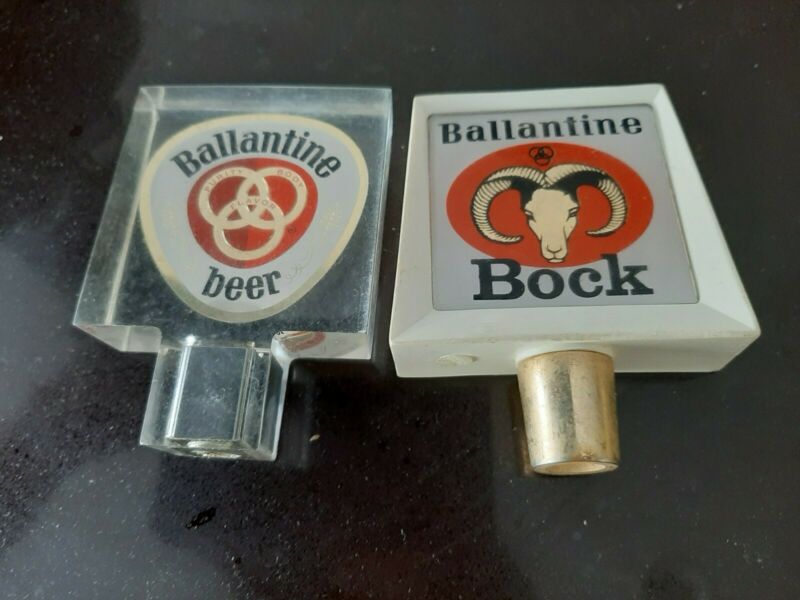 Ballantine
PURITY BODY
FLAVOR
beer
Ballantine
Bock